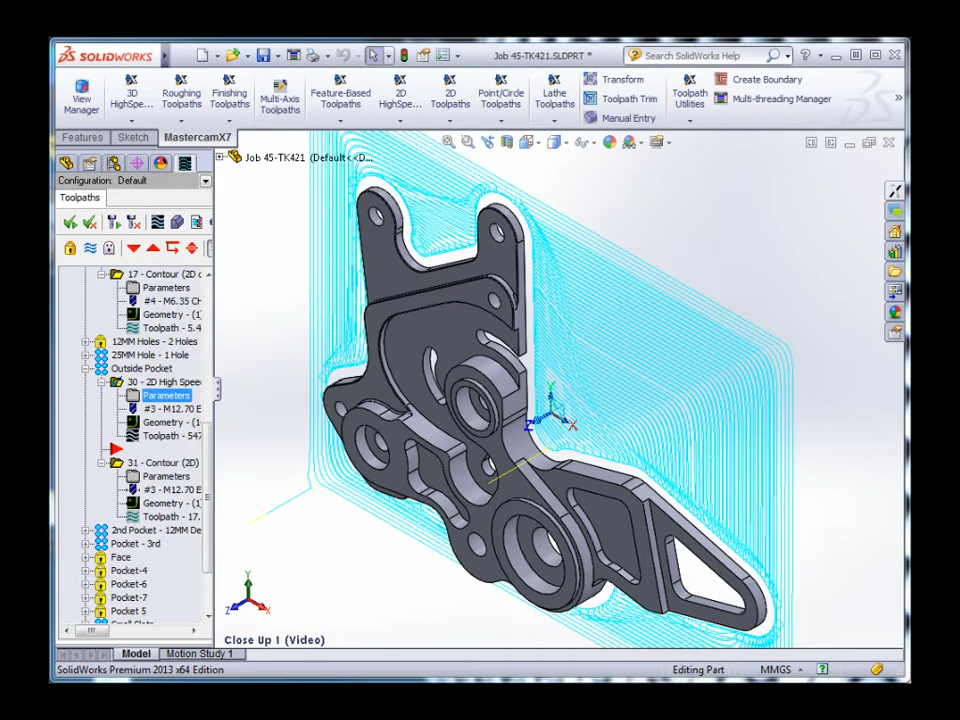 SOLIDWORKS
Job 45-TK421.SLDPRT *
Search SolidWorks Help
View
Manager
3D
HighSpe...
Roughing
Toolpaths
Finishing
Toolpaths
Multi-Axis
Toolpaths
Feature-Based
Toolpaths
2D
HighSpe...
2D
Toolpaths
Point/Circle
Toolpaths
Lathe
Toolpaths
Transform
Toolpath Trim
Manual Entry
Toolpath
Utilities
Create Boundary
Multi-threading Manager
Features
Sketch
MastercamX7
Job 45-TK421 (Default<<D...
Configuration: Default
Toolpaths
17 - Contour (2D c
Parameters
#4 - M6.35 CH
Geometry - (1)
Toolpath - 5.4
12MM Holes - 2 Holes
25MM Hole - 1 Hole
Outside Pocket
30 - 2D High Speed
Parameters
#3 - M12.70 E
Geometry - (1
Toolpath - 547
31 - Contour (2D)
Parameters
#3 - M12.70 E
Geometry - (1)
Toolpath - 17.
2nd Pocket - 12MM De
Pocket - 3rd
Face
Pocket-4
Pocket-6
Pocket-7
Pocket 5
Y
Z
X
Y
Z
X
Close Up 1 (Video)
Model
Motion Study 1
SolidWorks Premium 2013 x64 Edition
Editing Part
MMGS